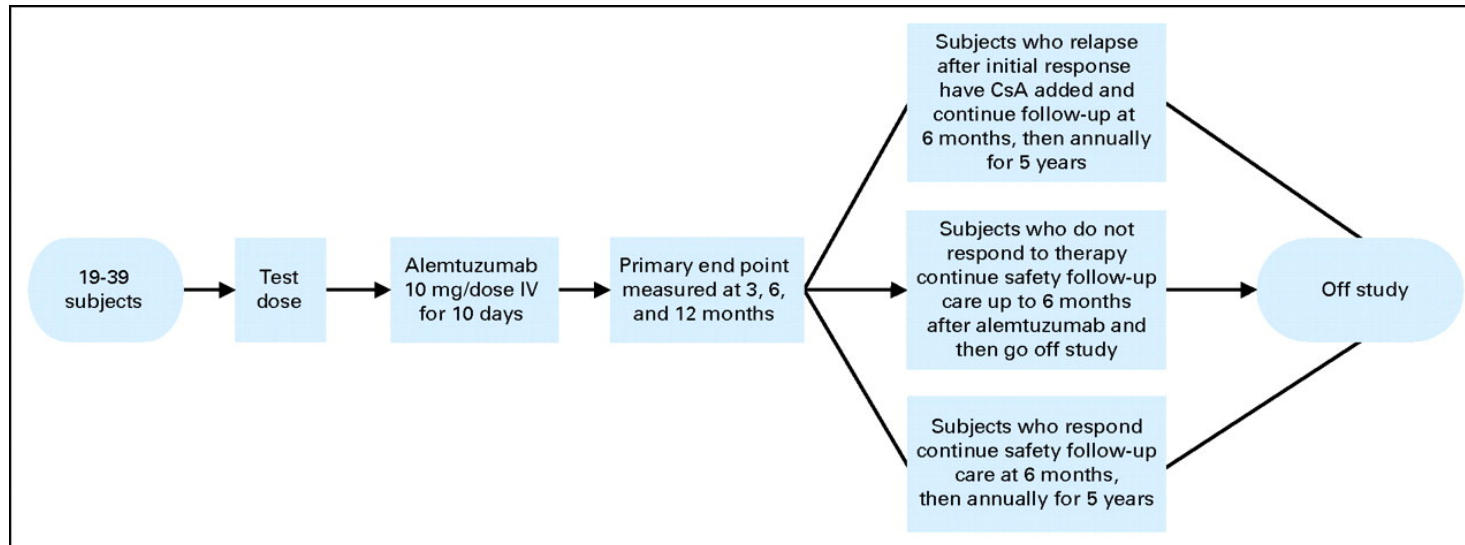 19-39
subjects
Test
dose
Alemtuzumab
10 mg/dose IV
for 10 days
Primary end point
measured at 3, 6,
and 12 months
Subjects who relapse
after initial response
have CsA added and
continue follow-up at
6 months, then annually
for 5 years
Subjects who do not
respond to therapy
continue safety follow-up
care up to 6 months
after alemtuzumab and
then go off study
Subjects who respond
continue safety follow-up
care at 6 months,
then annually for 5 years
Off study